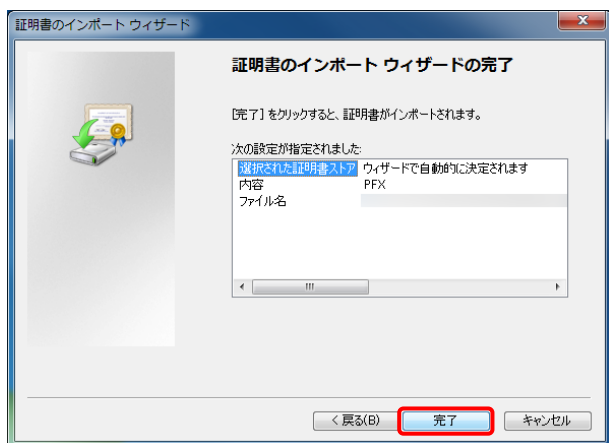 証明書のインポート ウィザード
証明書のインポート ウィザードの完了
[完了] をクリックすると、証明書がインポートされます。
次の設定が指定されました:
選択された証明書ストア ウィザードで自動的に決定されます
内容 PFX
ファイル名
< 戻る(B) 完了 キャンセル